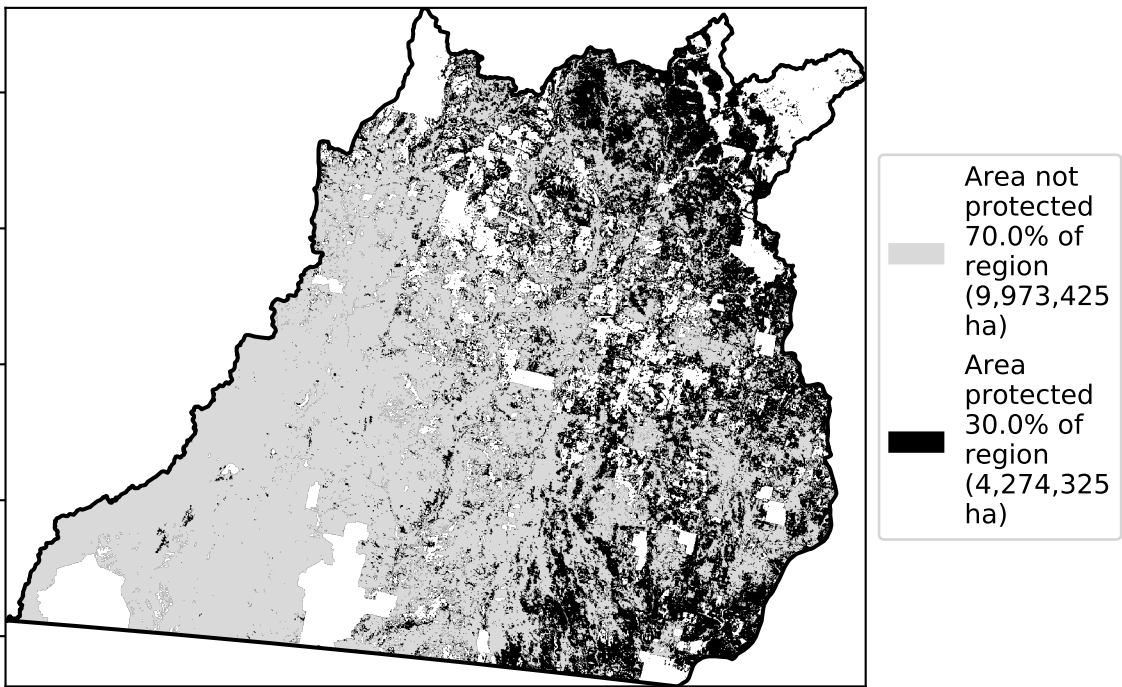 Area not
protected
70.0% of
region
(9,973,425
ha)
Area
protected
30.0% of
region
(4,274,325
ha)